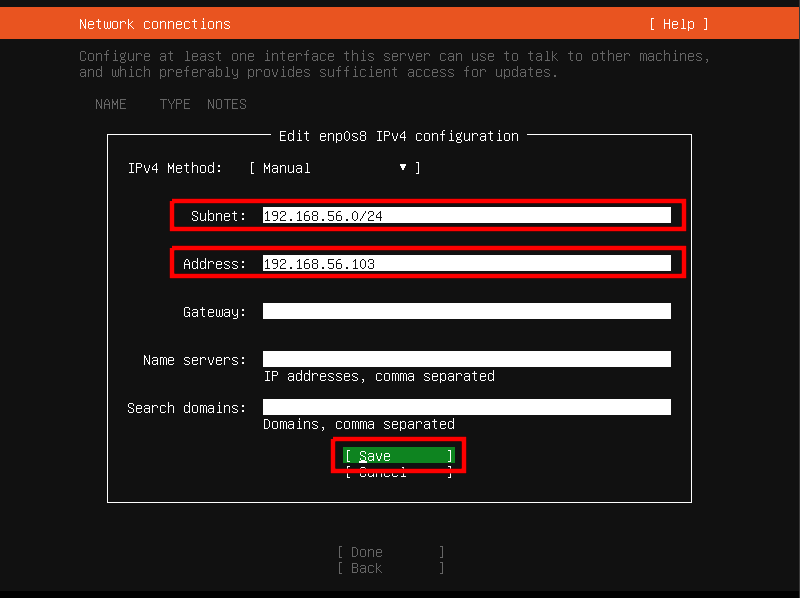 Network connections [ Help ]
Configure at least one interface this server can use to talk to other machines,
and which preferably provides sufficient access for updates.
NAME TYPE NOTES
Edit enp0s8 IPv4 configuration
IPv4 Method: [ Manual ▾ ]
Subnet: 192.168.56.0/24
Address: 192.168.56.103
Gateway:
Name servers:
IP addresses, comma separated
Search domains:
Domains, comma separated
[ Save ]
[ Cancel ]
[ Done ]
[ Back ]